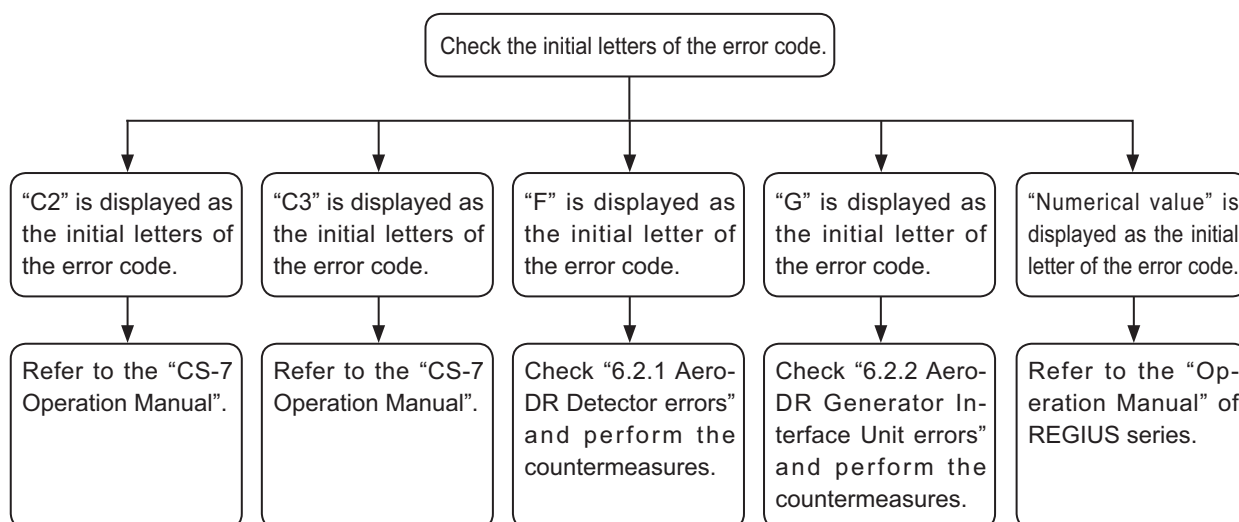 Check the initial letters of the error code.
“C2” is displayed as
the initial letters of
the error code.
“C3” is displayed as
the initial letters of
the error code.
“F” is displayed as
the initial letter of
the error code.
“G” is displayed as
the initial letter of
the error code.
“Numerical value” is
displayed as the initial
letter of the error code.
Refer to the “CS-7
Operation Manual”.
Refer to the “CS-7
Operation Manual”.
Check “6.2.1 Aero-
DR Detector errors”
and perform the
countermeasures.
Check “6.2.2 Aero-
DR Generator In-
terface Unit errors”
and perform the
countermeasures.
Refer to the “Op-
eration Manual” of
REGIUS series.